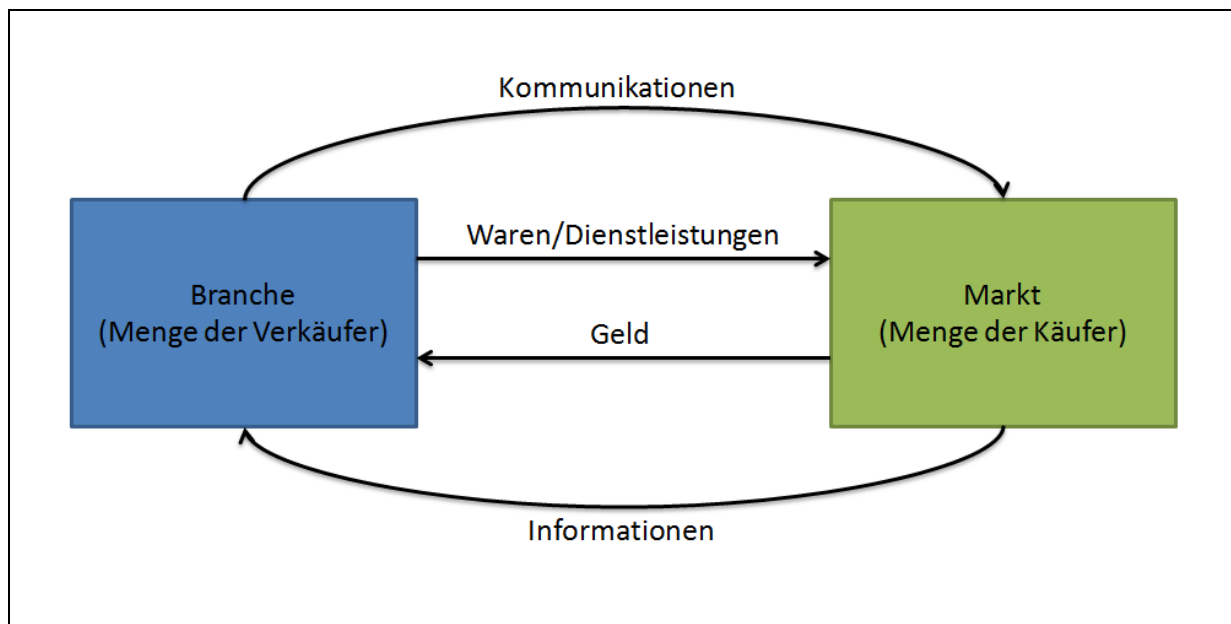 Kommunikationen
Waren/Dienstleistungen
Branche
(Menge der Verkäufer)
Markt
(Menge der Käufer)
Geld
Informationen